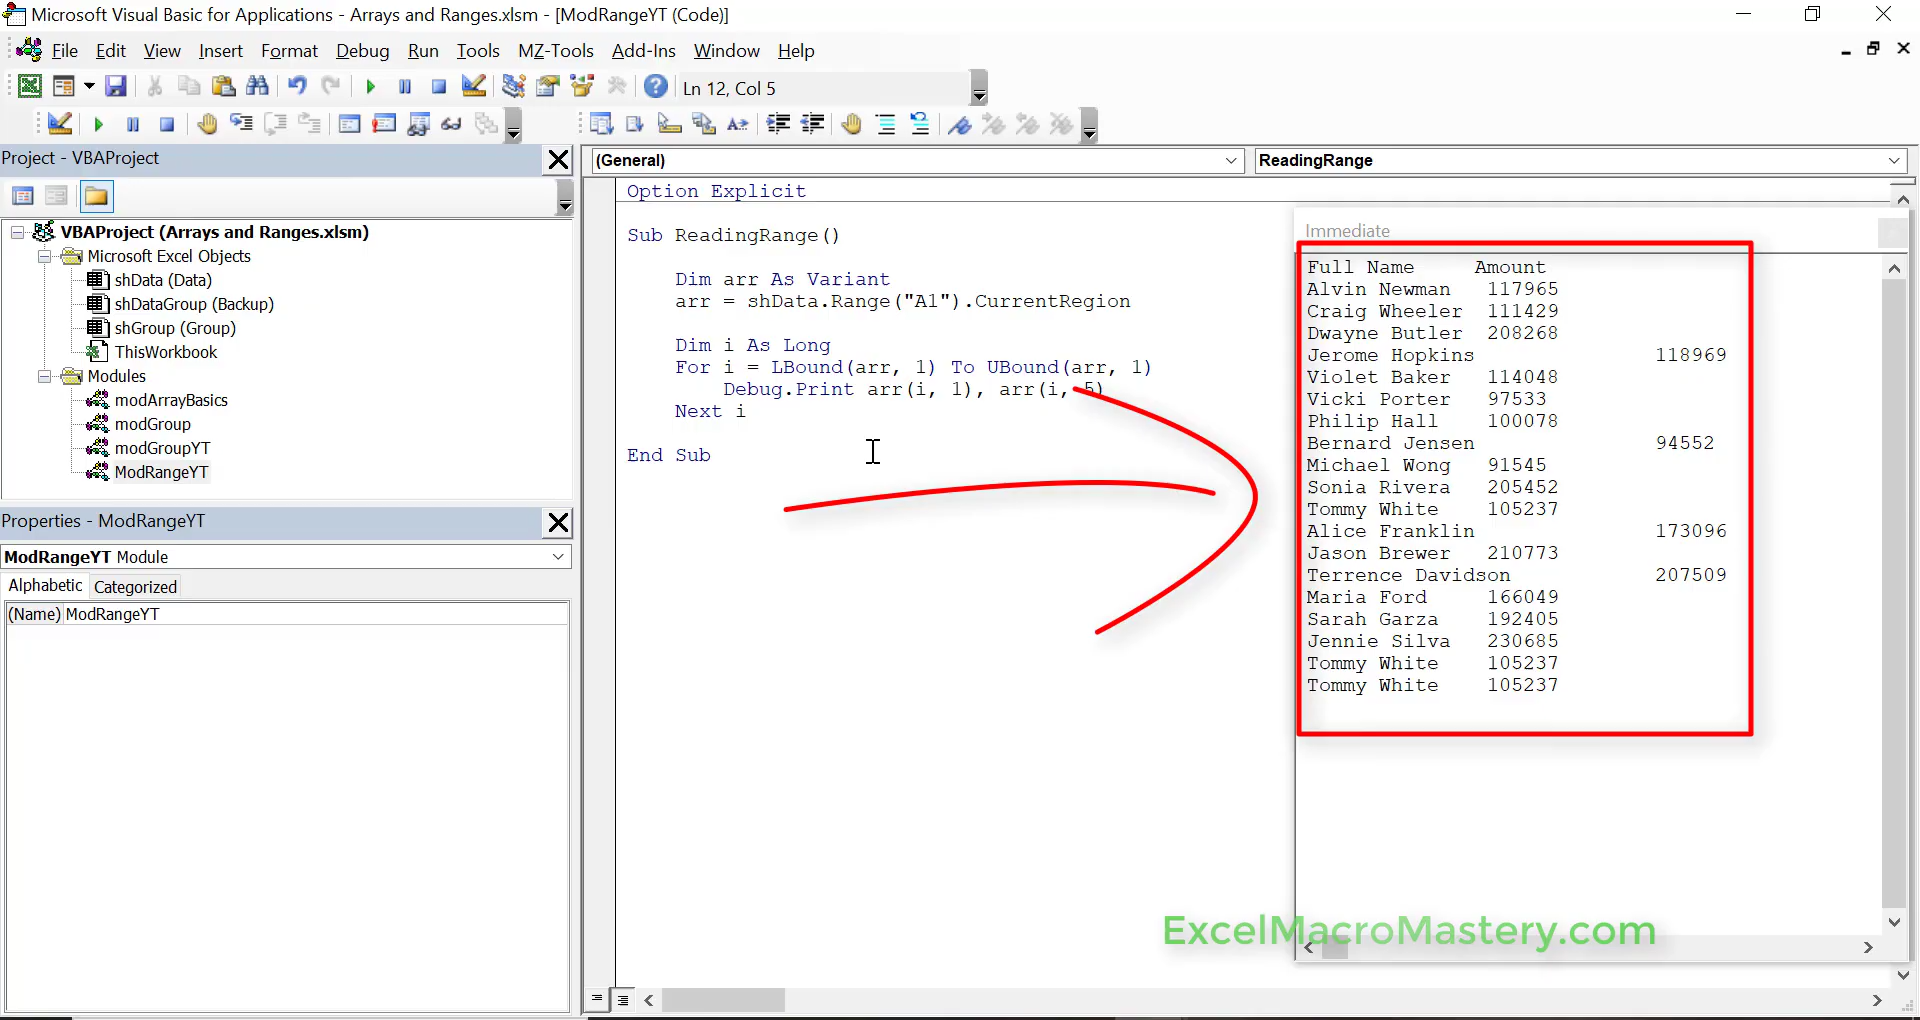 Microsoft Visual Basic for Applications - Arrays and Ranges.xlsm - [ModRangeYT (Code)]
File Edit View Insert Format Debug Run Tools MZ-Tools Add-Ins Window Help
Ln 12, Col 5
Project - VBAProject
VBAProject (Arrays and Ranges.xlsm)
Microsoft Excel Objects
shData (Data)
shDataGroup (Backup)
shGroup (Group)
ThisWorkbook
Modules
modArrayBasics
modGroup
modGroupYT
ModRangeYT
Properties - ModRangeYT
ModRangeYT Module
Alphabetic Categorized
(Name) ModRangeYT
(General) ReadingRange
Option Explicit
Sub ReadingRange()
Dim arr As Variant
arr = shData.Range("A1").CurrentRegion
Dim i As Long
For i = LBound(arr, 1) To UBound(arr, 1)
Debug.Print arr(i, 1), arr(i, 5)
Next i
End Sub
Immediate
Full Name Amount
Alvin Newman 117965
Craig Wheeler 111429
Dwayne Butler 208268
Jerome Hopkins 118969
Violet Baker 114048
Vicki Porter 97533
Philip Hall 100078
Bernard Jensen 94552
Michael Wong 91545
Sonia Rivera 205452
Tommy White 105237
Alice Franklin 173096
Jason Brewer 210773
Terrence Davidson 207509
Maria Ford 166049
Sarah Garza 192405
Jennie Silva 230685
Tommy White 105237
Tommy White 105237
ExcelMacroMastery.com